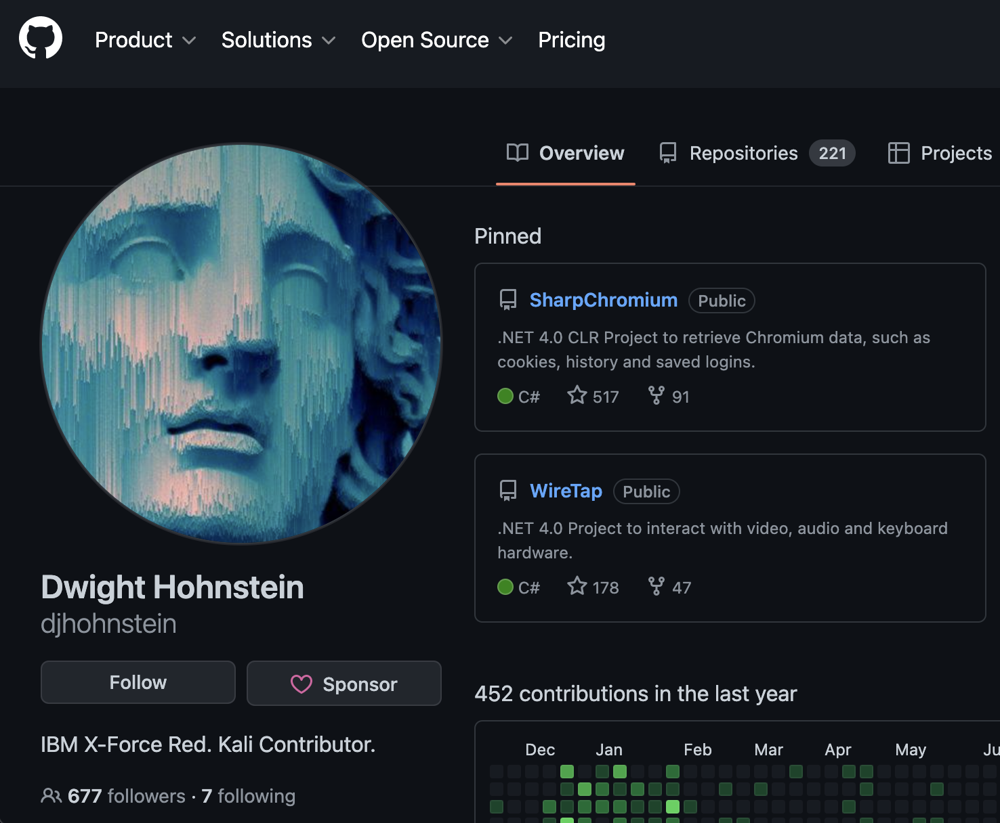 Product Solutions Open Source Pricing
Overview Repositories 221 Projects
Pinned
SharpChromium Public
.NET 4.0 CLR Project to retrieve Chromium data, such as
cookies, history and saved logins.
C# 517 91
WireTap Public
.NET 4.0 Project to interact with video, audio and keyboard
hardware.
C# 178 47
Dwight Hohnstein
djhohnstein
Follow Sponsor
IBM X-Force Red. Kali Contributor.
677 followers · 7 following
452 contributions in the last year
Dec Jan Feb Mar Apr May Ju